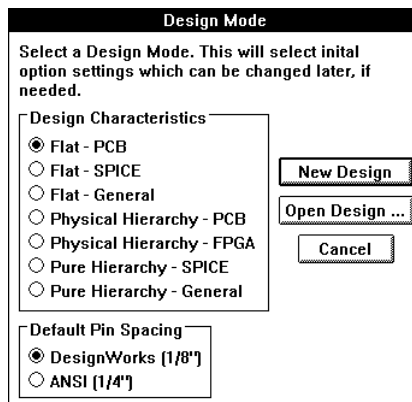 Design Mode
Select a Design Mode. This will select inital
option settings which can be changed later, if
needed.
Design Characteristics
Flat - PCB
Flat - SPICE
Flat - General
Physical Hierarchy - PCB
Physical Hierarchy - FPGA
Pure Hierarchy - SPICE
Pure Hierarchy - General
New Design
Open Design ...
Cancel
Default Pin Spacing
DesignWorks (1/8")
ANSI (1/4")